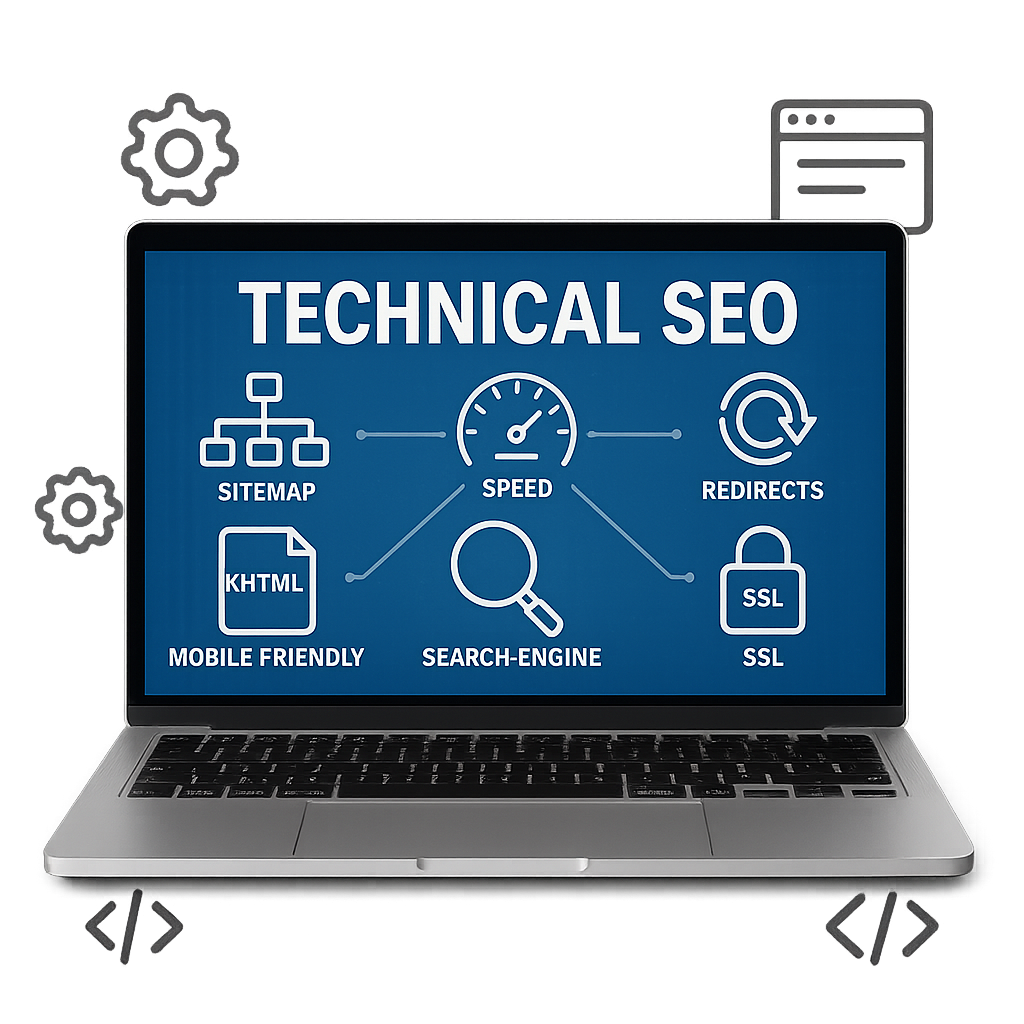 TECHNICAL SEO
SITEMAP
SPEED
REDIRECTS
KHTML
MOBILE FRIENDLY
SEARCH-ENGINE
SSL
SSL